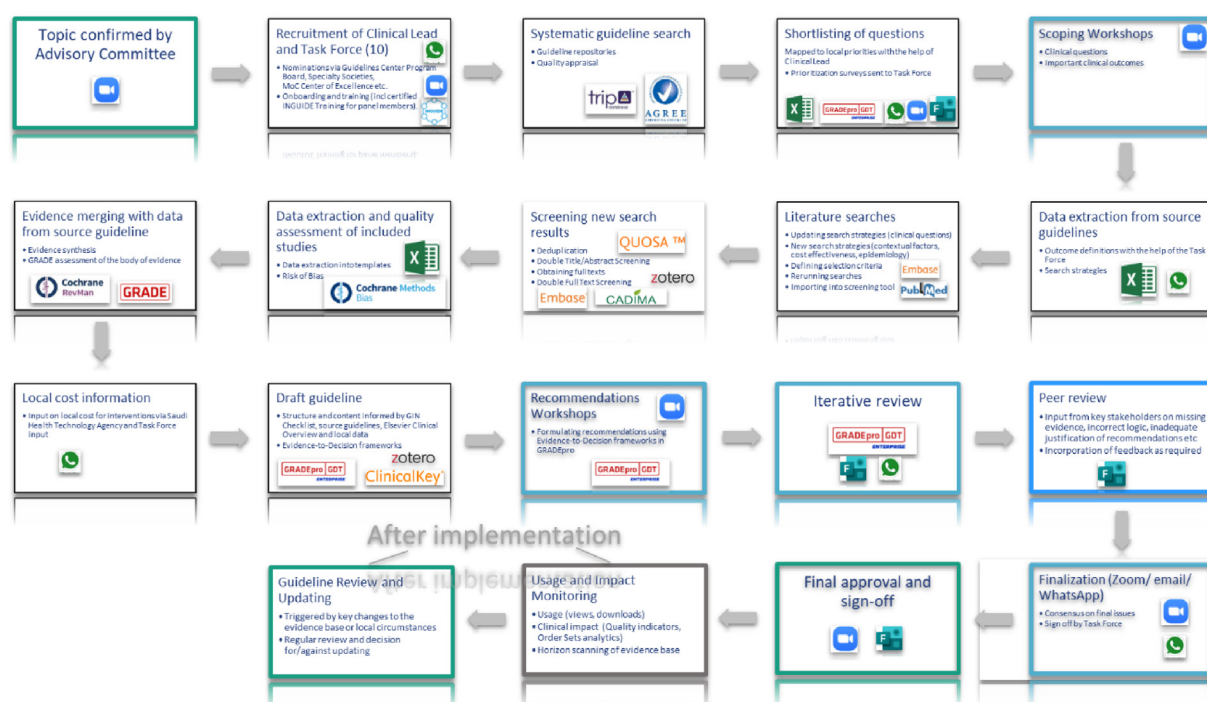 Topic confirmed by
Advisory Committee
Recruitment of Clinical Lead
and Task Force (10)
• Nominations via Guidelines Center Program
Board, Specialty Societies,
MoC Center of Excellence etc.
• Onboarding and training (incl certified
INGUIDE Training for panel members).
Systematic guideline search
• Guideline repositories
• Quality appraisal
trip
AGREE
Shortlisting of questions
Mapped to local priorities with the help of
Clinical Lead
• Prioritization surveys sent to Task Force
GRADEpro GDT
ENTERPRISE
Scoping Workshops
• Clinical questions
• Important clinical outcomes
Evidence merging with data
from source guideline
• Evidence synthesis
• GRADE assessment of the body of evidence
Cochrane
RevMan
GRADE
Data extraction and quality
assessment of included
studies
• Data extraction into templates
• Risk of Bias
Cochrane Methods
Bias
Screening new search
results
• Deduplication
• Double Title/Abstract Screening
• Obtaining full texts
• Double Full Text Screening
QUOSA ™
zotero
Embase
CADIMA
Literature searches
• Updating search strategies (clinical questions)
• New search strategies (contextual factors,
cost effectiveness, epidemiology)
• Defining selection criteria
• Rerunning searches
• Importing into screening tool
Embase
PubMed
Data extraction from source
guidelines
• Outcome definitions with the help of the Task
Force
• Search strategies
Local cost information
• Input on local cost for interventions via Saudi
Health Technology Agency and Task Force
input
Draft guideline
• Structure and content informed by GIN
Checklist, source guidelines, Elsevier Clinical
Overview and local data
• Evidence-to-Decision frameworks
GRADEpro GDT
ENTERPRISE
zotero
ClinicalKey
Recommendations
Workshops
• Formulating recommendations using
Evidence-to-Decision frameworks in
GRADEpro
GRADEpro GDT
ENTERPRISE
Iterative review
GRADEpro GDT
ENTERPRISE
Peer review
• Input from key stakeholders on missing
evidence, incorrect logic, inadequate
justification of recommendations etc
• Incorporation of feedback as required
After implementation
Guideline Review and
Updating
• Triggered by key changes to the
evidence base or local circumstances
• Regular review and decision
for/against updating
Usage and Impact
Monitoring
• Usage (views, downloads)
• Clinical impact (Quality indicators,
Order Sets analytics)
• Horizon scanning of evidence base
Final approval and
sign-off
Finalization (Zoom/ email/
WhatsApp)
• Consensus on final issues
• Sign off by Task Force